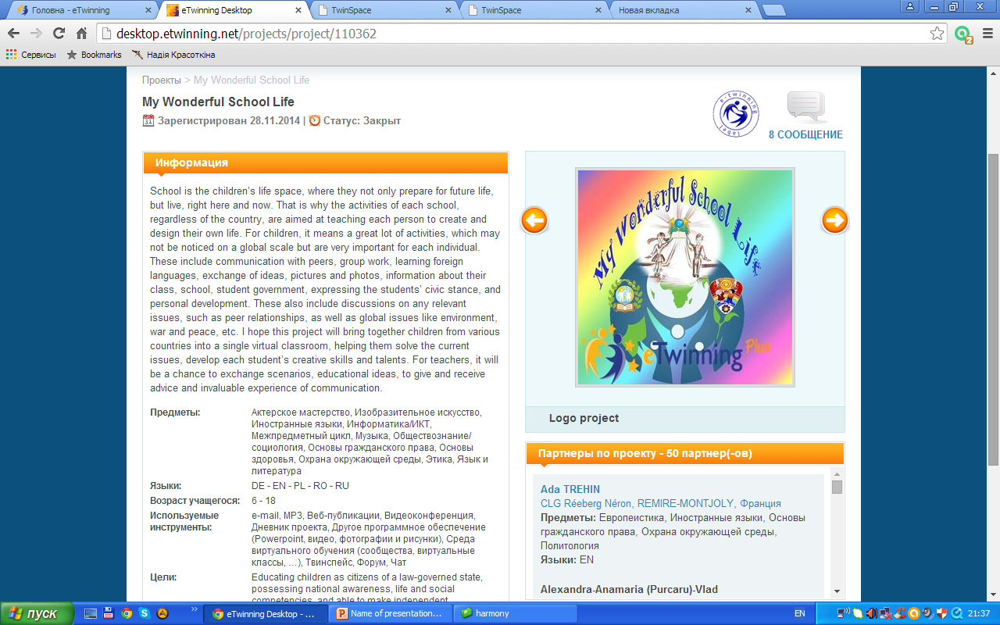 Головна - eTwinning
eTwinning Desktop
TwinSpace
TwinSpace
Новая вкладка
desktop.etwinning.net/projects/project/110362
2
Сервисы
Bookmarks
Надія Красоткіна
Проекты > My Wonderful School Life
My Wonderful School Life
31 Зарегистрирован 28.11.2014 | Статус: Закрыт
e-twinning
label
8 СООБЩЕНИЕ
Информация
School is the children's life space, where they not only prepare for future life,
but live, right here and now. That is why the activities of each school,
regardless of the country, are aimed at teaching each person to create and
design their own life. For children, it means a great lot of activities, which may
not be noticed on a global scale but are very important for each individual.
These include communication with peers, group work, learning foreign
languages, exchange of ideas, pictures and photos, information about their
class, school, student government, expressing the students' civic stance, and
personal development. These also include discussions on any relevant
issues, such as peer relationships, as well as global issues like environment,
war and peace, etc. I hope this project will bring together children from various
countries into a single virtual classroom, helping them solve the current
issues, develop each student's creative skills and talents. For teachers, it will
be a chance to exchange scenarios, educational ideas, to give and receive
advice and invaluable experience of communication.
Предметы: Актерское мастерство, Изобразительное искусство,
Иностранные языки, Информатика/ИКТ,
Межпредметный цикл, Музыка, Обществознание/
социология, Основы гражданского права, Основы
здоровья, Охрана окружающей среды, Этика, Язык и
литература
Языки: DE - EN - PL - RO - RU
Возраст учащегося: 6 - 18
Используемые инструменты: e-mail, MP3, Веб-публикации, Видеоконференция,
Дневник проекта, Другое программное обеспечение
(Powerpoint, видео, фотографии и рисунки), Среда
виртуального обучения (сообщества, виртуальные
классы, ...), Твинспейс, Форум, Чат
Цели: Educating children as citizens of a law-governed state,
possessing national awareness, life and social
competencies, and able to make independent
My Wonderful School Life
eTwinning Plus
Logo project
Партнеры по проекту - 50 партнер(-ов)
Ada TREHIN
CLG Réeberg Néron, REMIRE-MONTJOLY, Франция
Предметы: Европеистика, Иностранные языки, Основы
гражданского права, Охрана окружающей среды,
Политология
Языки: EN
Alexandra-Anamaria (Purcaru)-Vlad
пуск
eTwinning Desktop - ...
Name of presentation...
harmony
EN
21:37